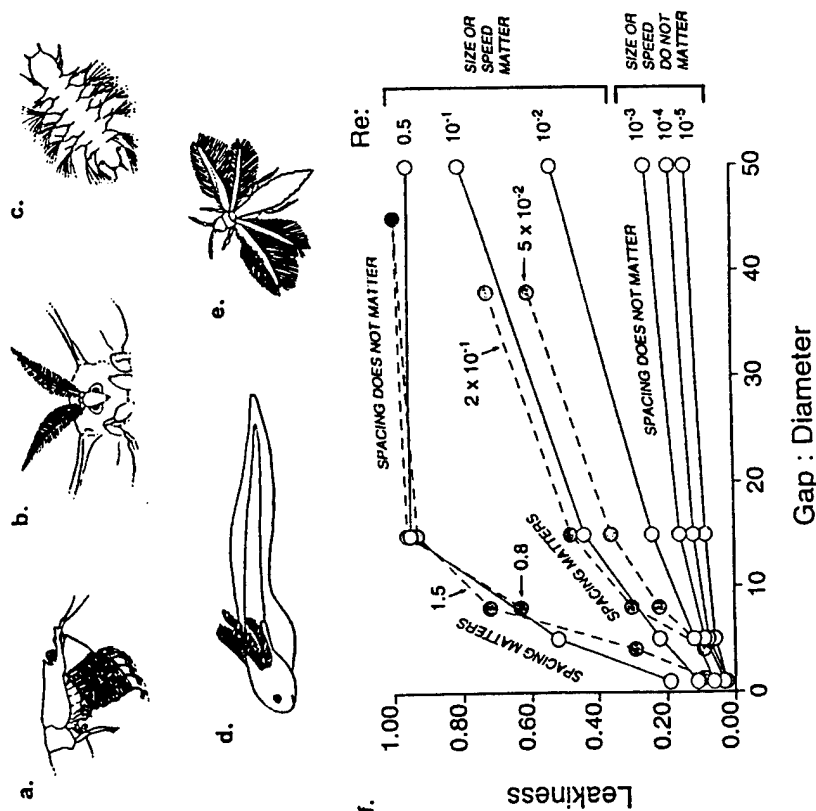 a.
b.
c.
d.
e.
f.
Leakiness
1.00
0.80
0.60
0.40
0.20
0.00
0
10
20
30
40
50
Gap : Diameter
SPACING MATTERS
1.5
0.8
SPACING MATTERS
2 x 10⁻¹
5 x 10⁻²
SPACING DOES NOT MATTER
SPACING DOES NOT MATTER
Re:
0.5
10⁻¹
10⁻²
10⁻³
10⁻⁴
10⁻⁵
SIZE OR
SPEED
MATTER
SIZE OR
SPEED
DO NOT
MATTER